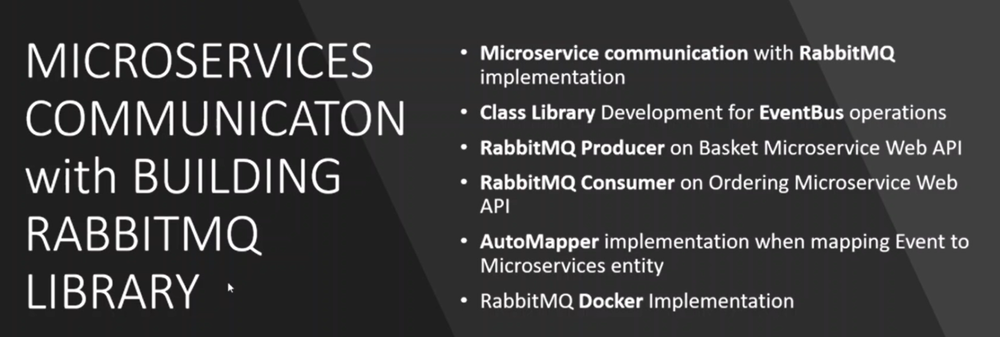 MICROSERVICES
COMMUNICATON
with BUILDING
RABBITMQ
LIBRARY
• Microservice communication with RabbitMQ
implementation
• Class Library Development for EventBus operations
• RabbitMQ Producer on Basket Microservice Web API
• RabbitMQ Consumer on Ordering Microservice Web
API
• AutoMapper implementation when mapping Event to
Microservices entity
• RabbitMQ Docker Implementation